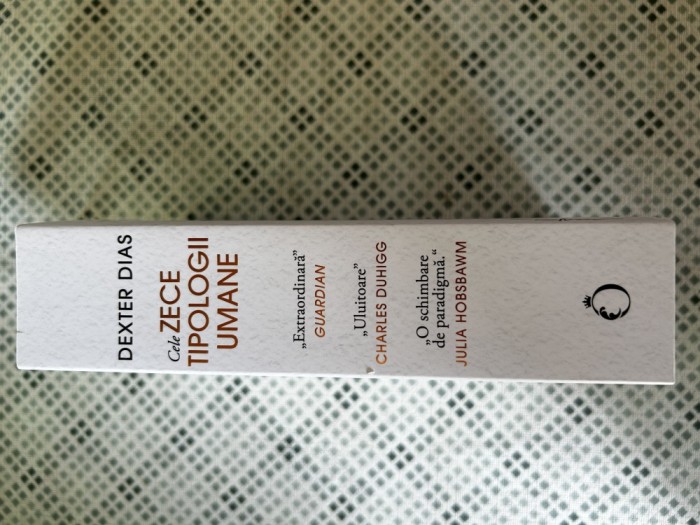 DEXTER DIAS
Cele ZECE
TIPOLOGII
UMANE
„Extraordinară”
GUARDIAN
„Uluitoare”
CHARLES DUHIGG
„O schimbare
de paradigmă.“
JULIA HOBSBAWM